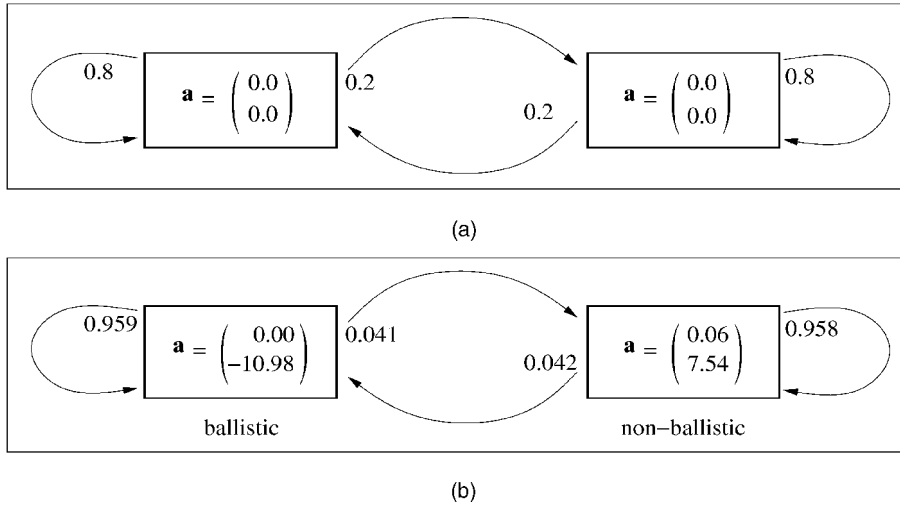 0.8
a = ( 0.0 0.0 )
0.2
0.2
a = ( 0.0 0.0 )
0.8
(a)
0.959
a = ( 0.00 −10.98 )
0.041
0.042
a = ( 0.06 7.54 )
0.958
ballistic
non−ballistic
(b)